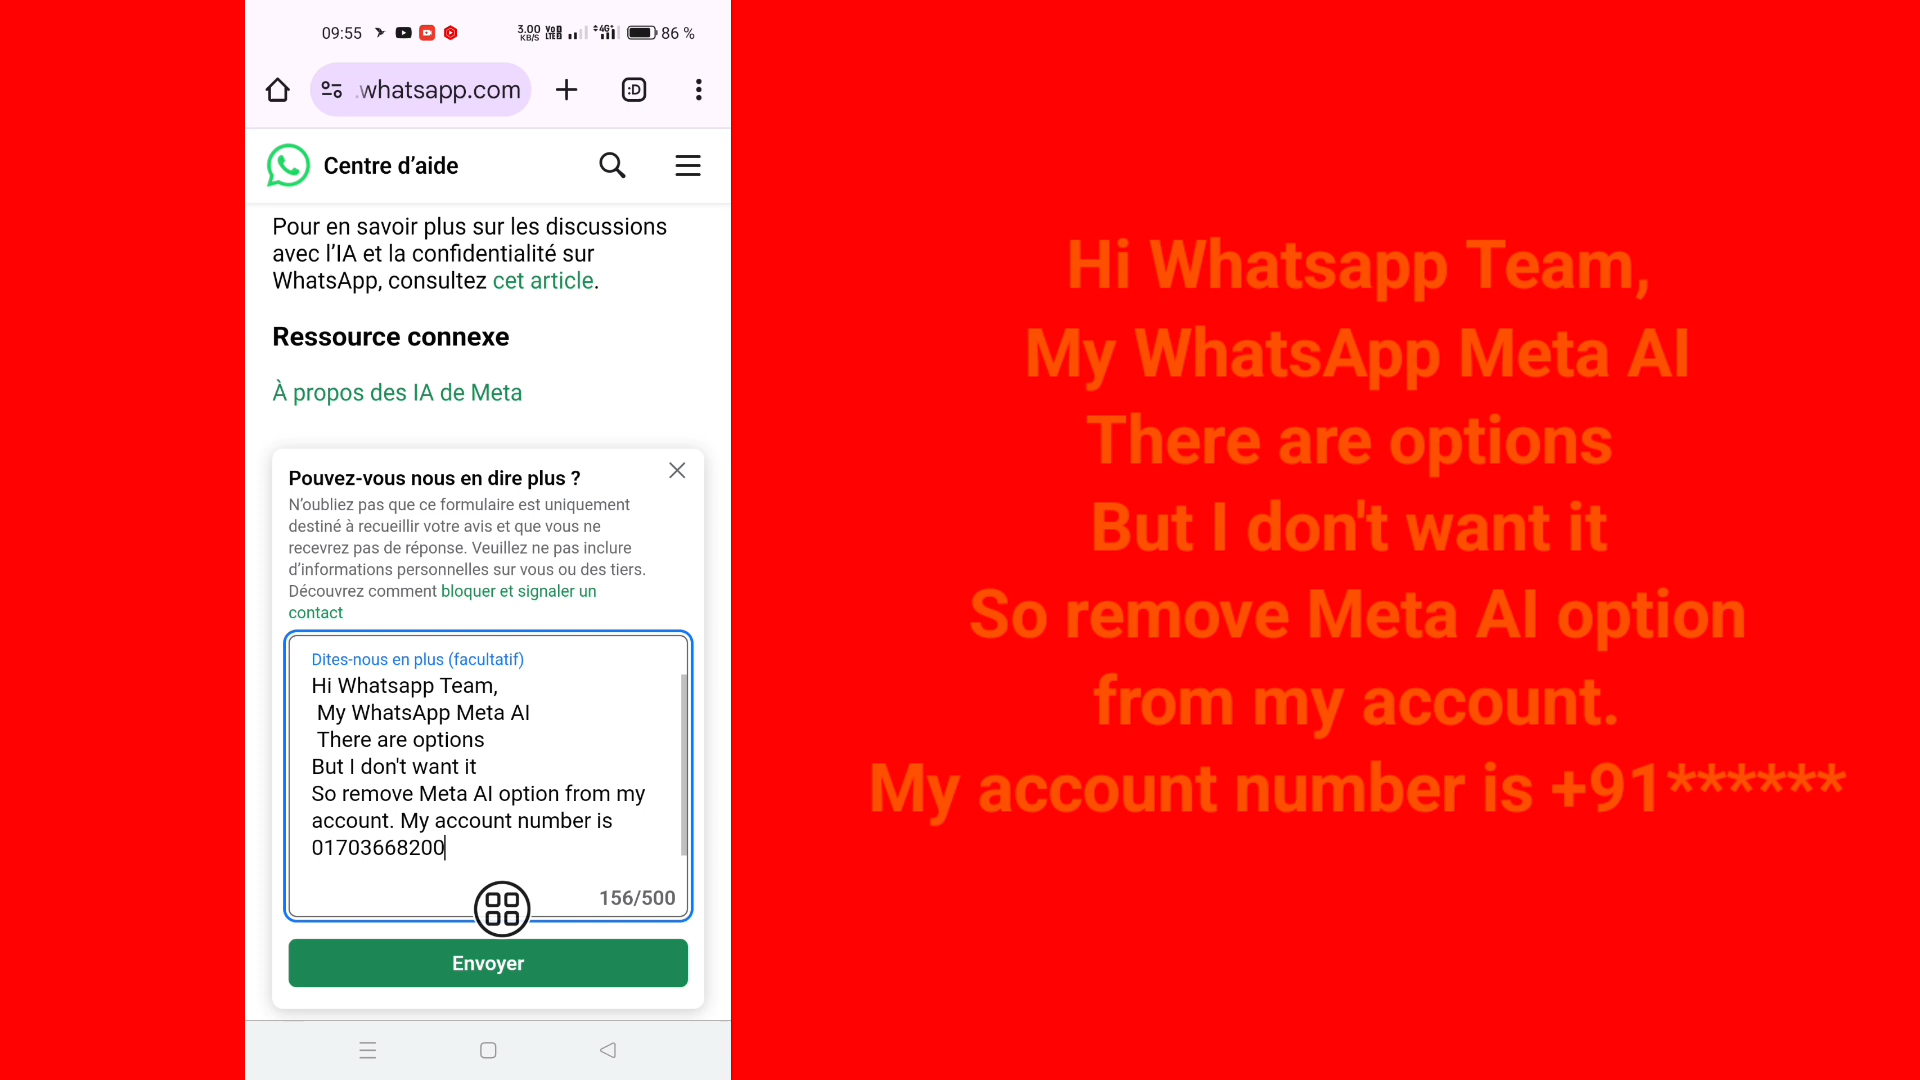 09:55
3.00 KB/S
VoD LTE
4G+
86 %
.whatsapp.com
:D
Centre d’aide
Pour en savoir plus sur les discussions
avec l’IA et la confidentialité sur
WhatsApp, consultez cet article.
Ressource connexe
À propos des IA de Meta
Pouvez-vous nous en dire plus ?
N’oubliez pas que ce formulaire est uniquement
destiné à recueillir votre avis et que vous ne
recevrez pas de réponse. Veuillez ne pas inclure
d’informations personnelles sur vous ou des tiers.
Découvrez comment bloquer et signaler un
contact
Dites-nous en plus (facultatif)
Hi Whatsapp Team,
My WhatsApp Meta AI
There are options
But I don't want it
So remove Meta AI option from my
account. My account number is
01703668200
156/500
Envoyer
Hi Whatsapp Team,
My WhatsApp Meta AI
There are options
But I don't want it
So remove Meta AI option
from my account.
My account number is +91******